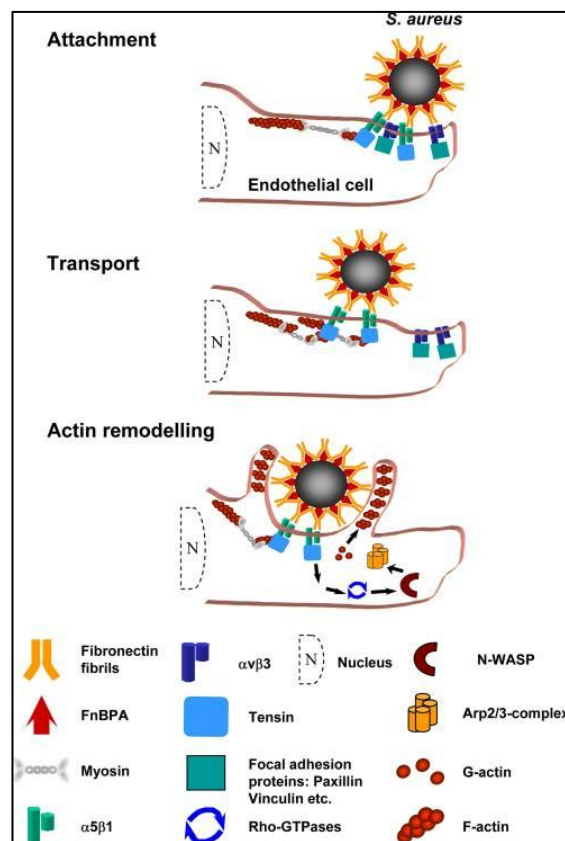 S. aureus
Attachment
N
Endothelial cell
Transport
N
Actin remodelling
N
Fibronectin
fibrils
αvβ3
N
Nucleus
N-WASP
FnBPA
Tensin
Arp2/3-complex
Myosin
Focal adhesion
proteins: Paxillin
Vinculin etc.
G-actin
α5β1
Rho-GTPases
F-actin